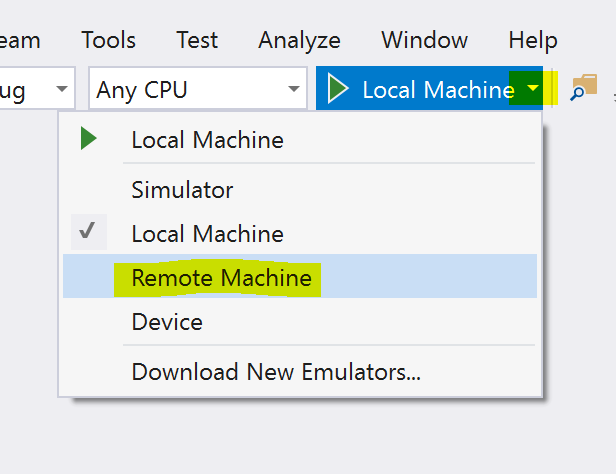 eam Tools Test Analyze Window Help
ug Any CPU Local Machine
Local Machine
Simulator
Local Machine
Remote Machine
Device
Download New Emulators...